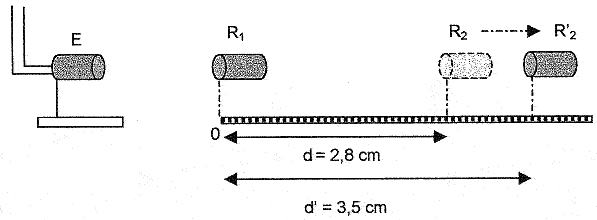 E
R₁
R₂
R'₂
0
d = 2,8 cm
d' = 3,5 cm